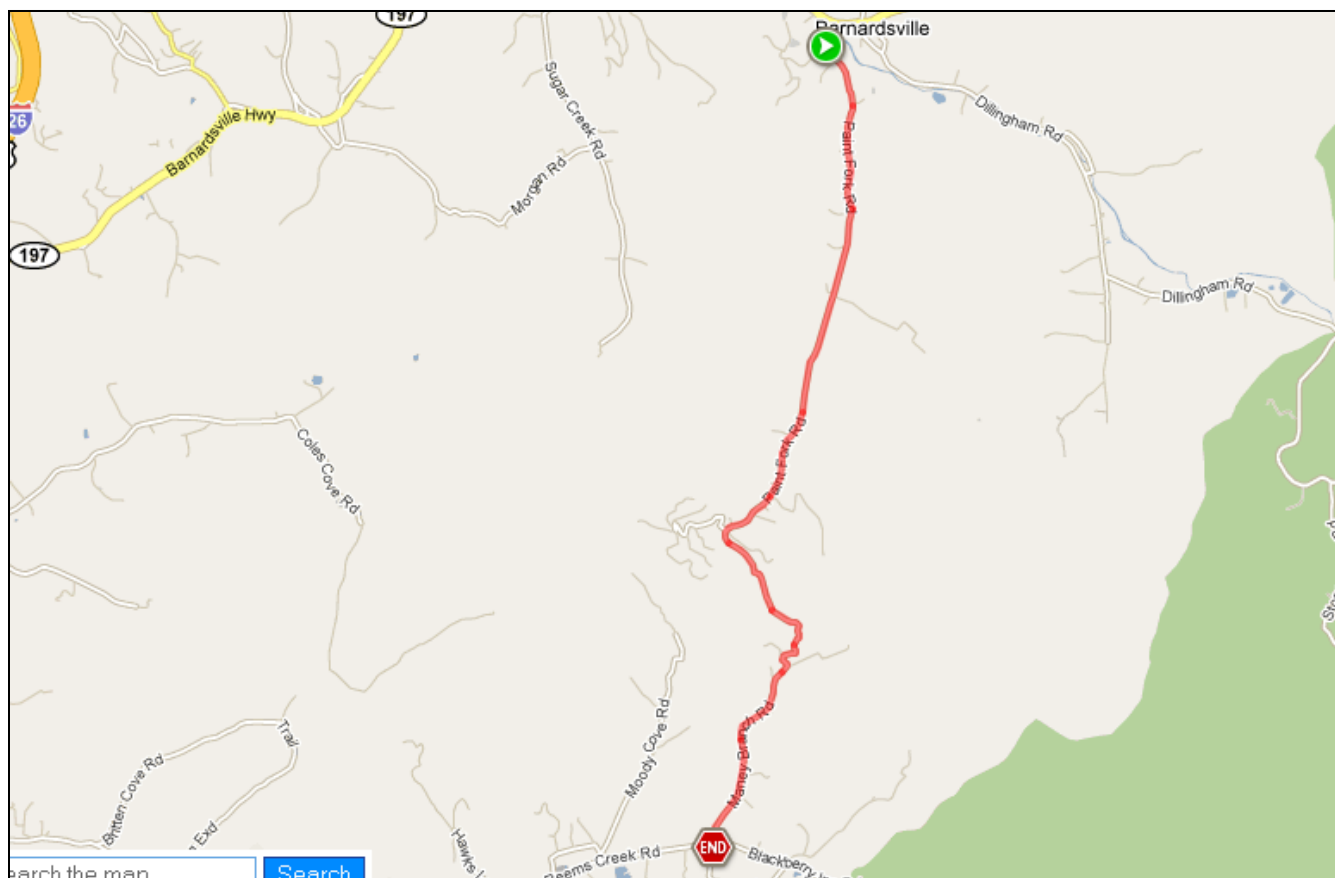 197
Barnardsville
26
Sugar Creek Rd
Dillingham Rd
Barnardsville Hwy
Paint Fork Rd
Morgan Rd
197
Dillingham Rd
Paint Fork Rd
Coles Cove Rd
Maney Branch Rd
Moody Cove Rd
Trail
Britten Cove Rd
Exd
Hawks
END
Reems Creek Rd
Blackberry
earch the map
Search